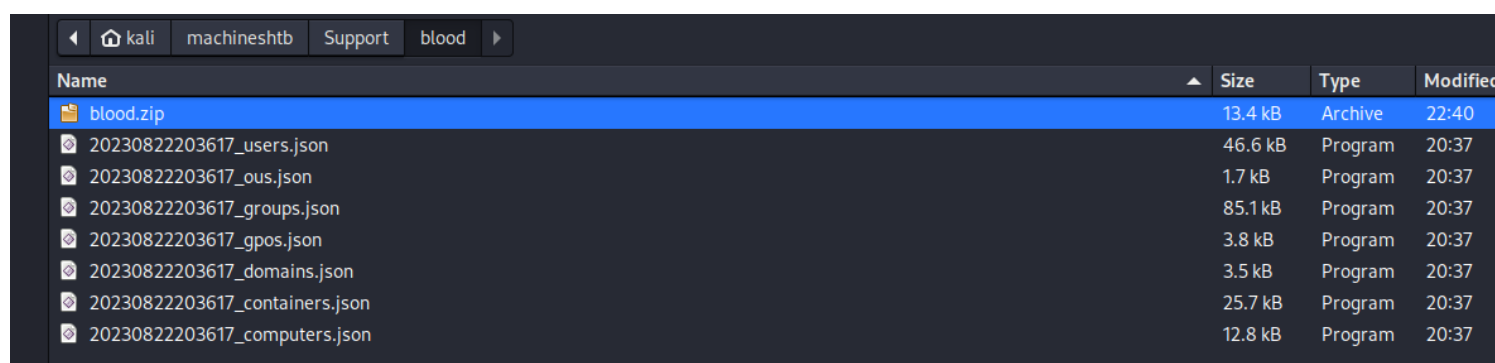 kali machineshtb Support blood
Name Size Type Modified
blood.zip 13.4 kB Archive 22:40
20230822203617_users.json 46.6 kB Program 20:37
20230822203617_ous.json 1.7 kB Program 20:37
20230822203617_groups.json 85.1 kB Program 20:37
20230822203617_gpos.json 3.8 kB Program 20:37
20230822203617_domains.json 3.5 kB Program 20:37
20230822203617_containers.json 25.7 kB Program 20:37
20230822203617_computers.json 12.8 kB Program 20:37